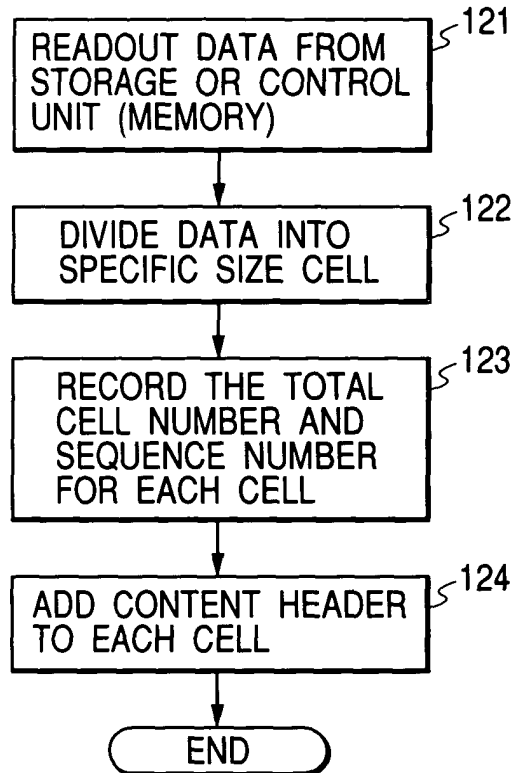 121
READOUT DATA FROM
STORAGE OR CONTROL
UNIT (MEMORY)
122
DIVIDE DATA INTO
SPECIFIC SIZE CELL
123
RECORD THE TOTAL
CELL NUMBER AND
SEQUENCE NUMBER
FOR EACH CELL
124
ADD CONTENT HEADER
TO EACH CELL
END